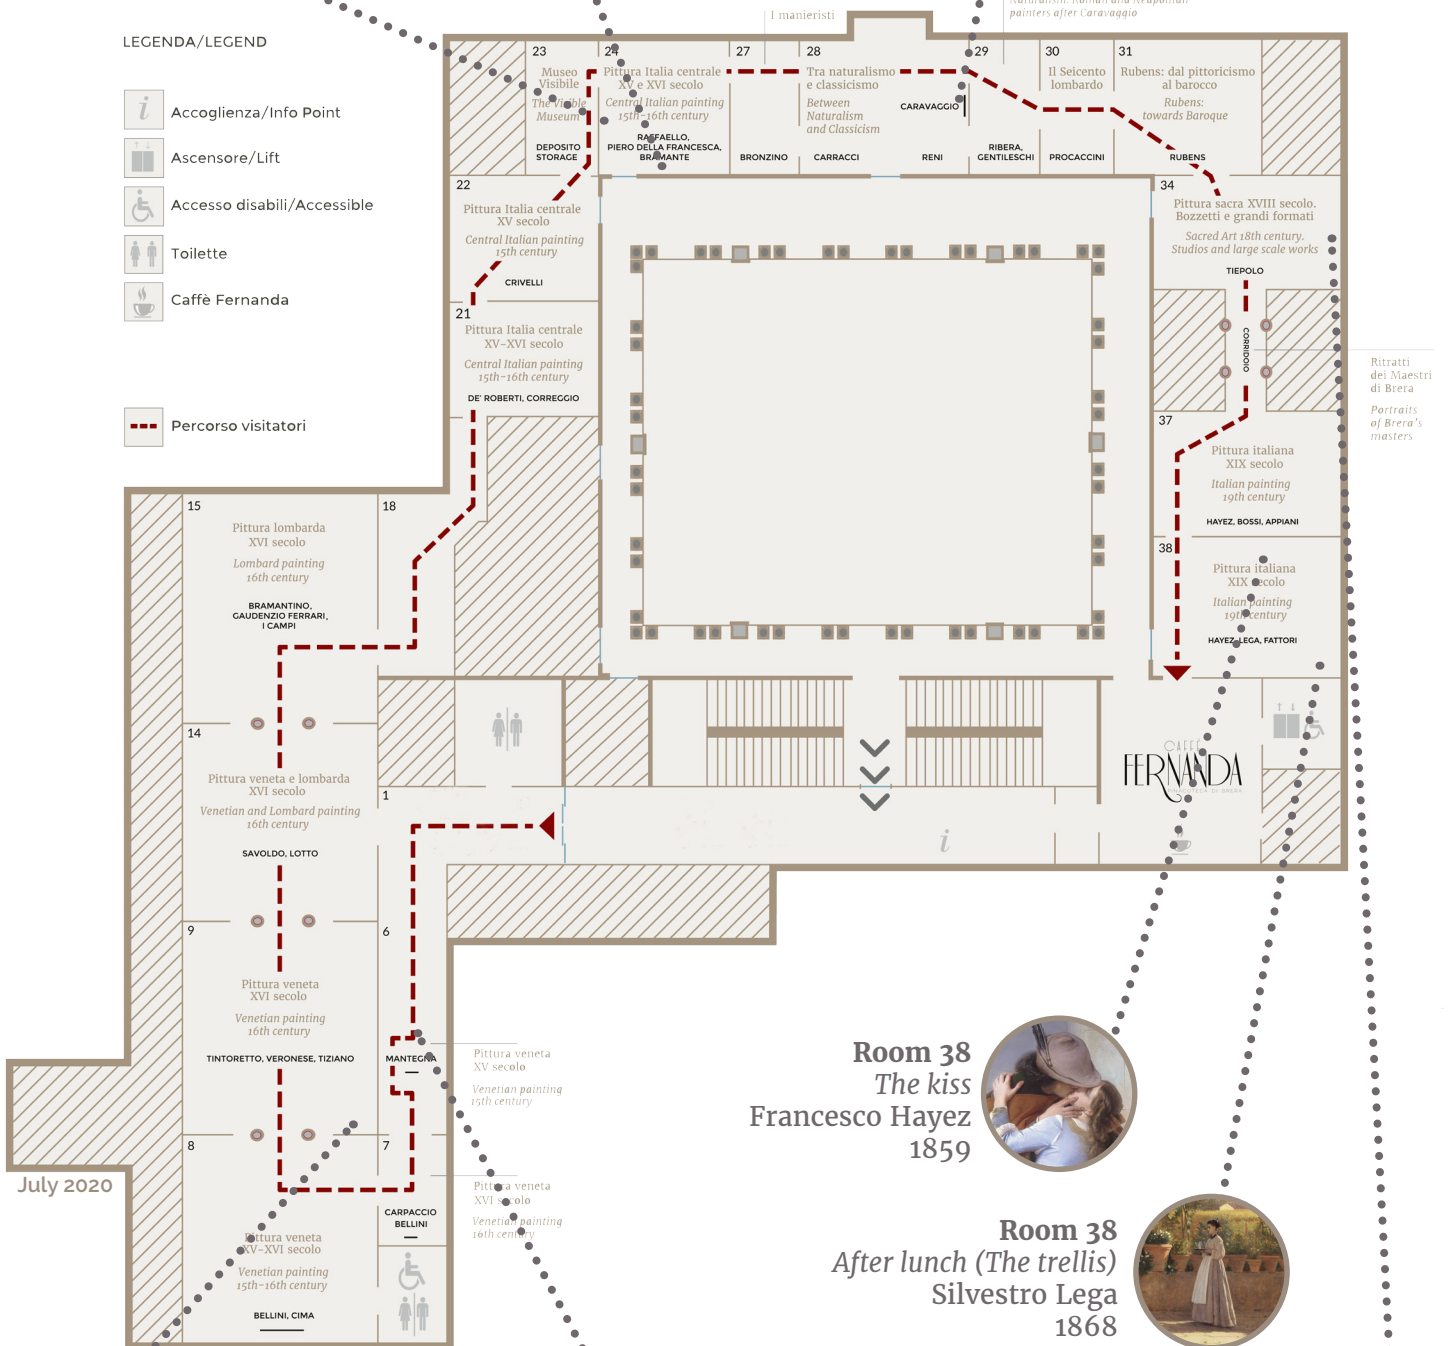 I manieristi
Naturalism: Roman and Neapolitan
painters after Caravaggio
LEGENDA/LEGEND
i
Accoglienza/Info Point
Ascensore/Lift
Accesso disabili/Accessible
Toilette
Caffè Fernanda
Percorso visitatori
23
Museo
Visibile
The Visible
Museum
DEPOSITO
STORAGE
24
Pittura Italia centrale
XV e XVI secolo
Central Italian painting
15th-16th century
RAFFAELLO,
PIERO DELLA FRANCESCA,
BRAMANTE
27
BRONZINO
28
Tra naturalismo
e classicismo
Between
Naturalism
and Classicism
CARRACCI
CARAVAGGIO
RENI
29
RIBERA,
GENTILESCHI
30
Il Seicento
lombardo
PROCACCINI
31
Rubens: dal pittoricismo
al barocco
Rubens:
towards Baroque
RUBENS
22
Pittura Italia centrale
XV secolo
Central Italian painting
15th century
CRIVELLI
34
Pittura sacra XVIII secolo.
Bozzetti e grandi formati
Sacred Art 18th century.
Studios and large scale works
TIEPOLO
21
Pittura Italia centrale
XV-XVI secolo
Central Italian painting
15th-16th century
DE' ROBERTI, CORREGGIO
CORRIDOIO
Ritratti
dei Maestri
di Brera
Portraits
of Brera's
masters
37
Pittura italiana
XIX secolo
Italian painting
19th century
HAYEZ, BOSSI, APPIANI
38
Pittura italiana
XIX secolo
Italian painting
19th century
HAYEZ, LEGA, FATTORI
15
Pittura lombarda
XVI secolo
Lombard painting
16th century
BRAMANTINO,
GAUDENZIO FERRARI,
I CAMPI
18
14
Pittura veneta e lombarda
XVI secolo
Venetian and Lombard painting
16th century
SAVOLDO, LOTTO
1
CAFFÈ
FERNANDA
PINACOTECA DI BRERA
i
9
Pittura veneta
XVI secolo
Venetian painting
16th century
TINTORETTO, VERONESE, TIZIANO
6
MANTEGNA
Pittura veneta
XV secolo
Venetian painting
15th century
8
Pittura veneta
XV-XVI secolo
Venetian painting
15th-16th century
BELLINI, CIMA
7
CARPACCIO
BELLINI
Pittura veneta
XVI secolo
Venetian painting
16th century
July 2020
Room 38
The kiss
Francesco Hayez
1859
Room 38
After lunch (The trellis)
Silvestro Lega
1868